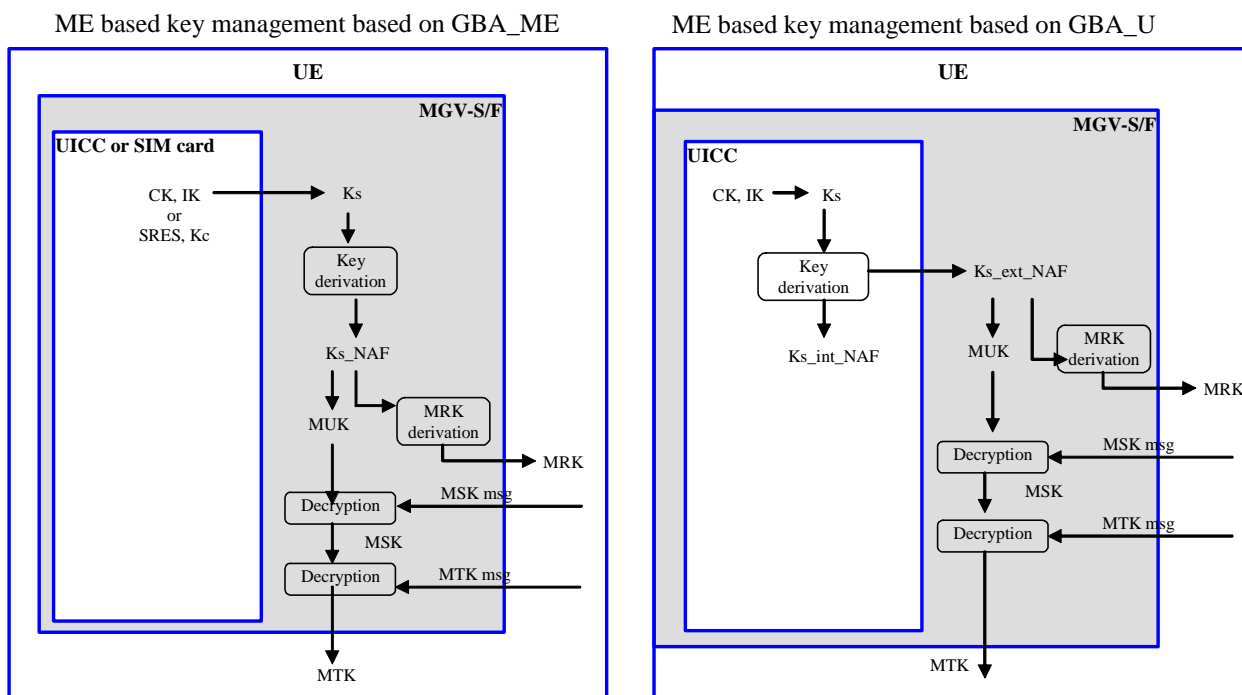 ME based key management based on GBA_ME
UE
MGV-S/F
UICC or SIM card
CK, IK
or
SRES, Kc
Ks
Key
derivation
Ks_NAF
MUK
MRK
derivation
MRK
Decryption
MSK msg
MSK
Decryption
MTK msg
MTK
ME based key management based on GBA_U
UE
MGV-S/F
UICC
CK, IK
Ks
Key
derivation
Ks_ext_NAF
Ks_int_NAF
MUK
MRK
derivation
MRK
Decryption
MSK msg
MSK
Decryption
MTK msg
MTK